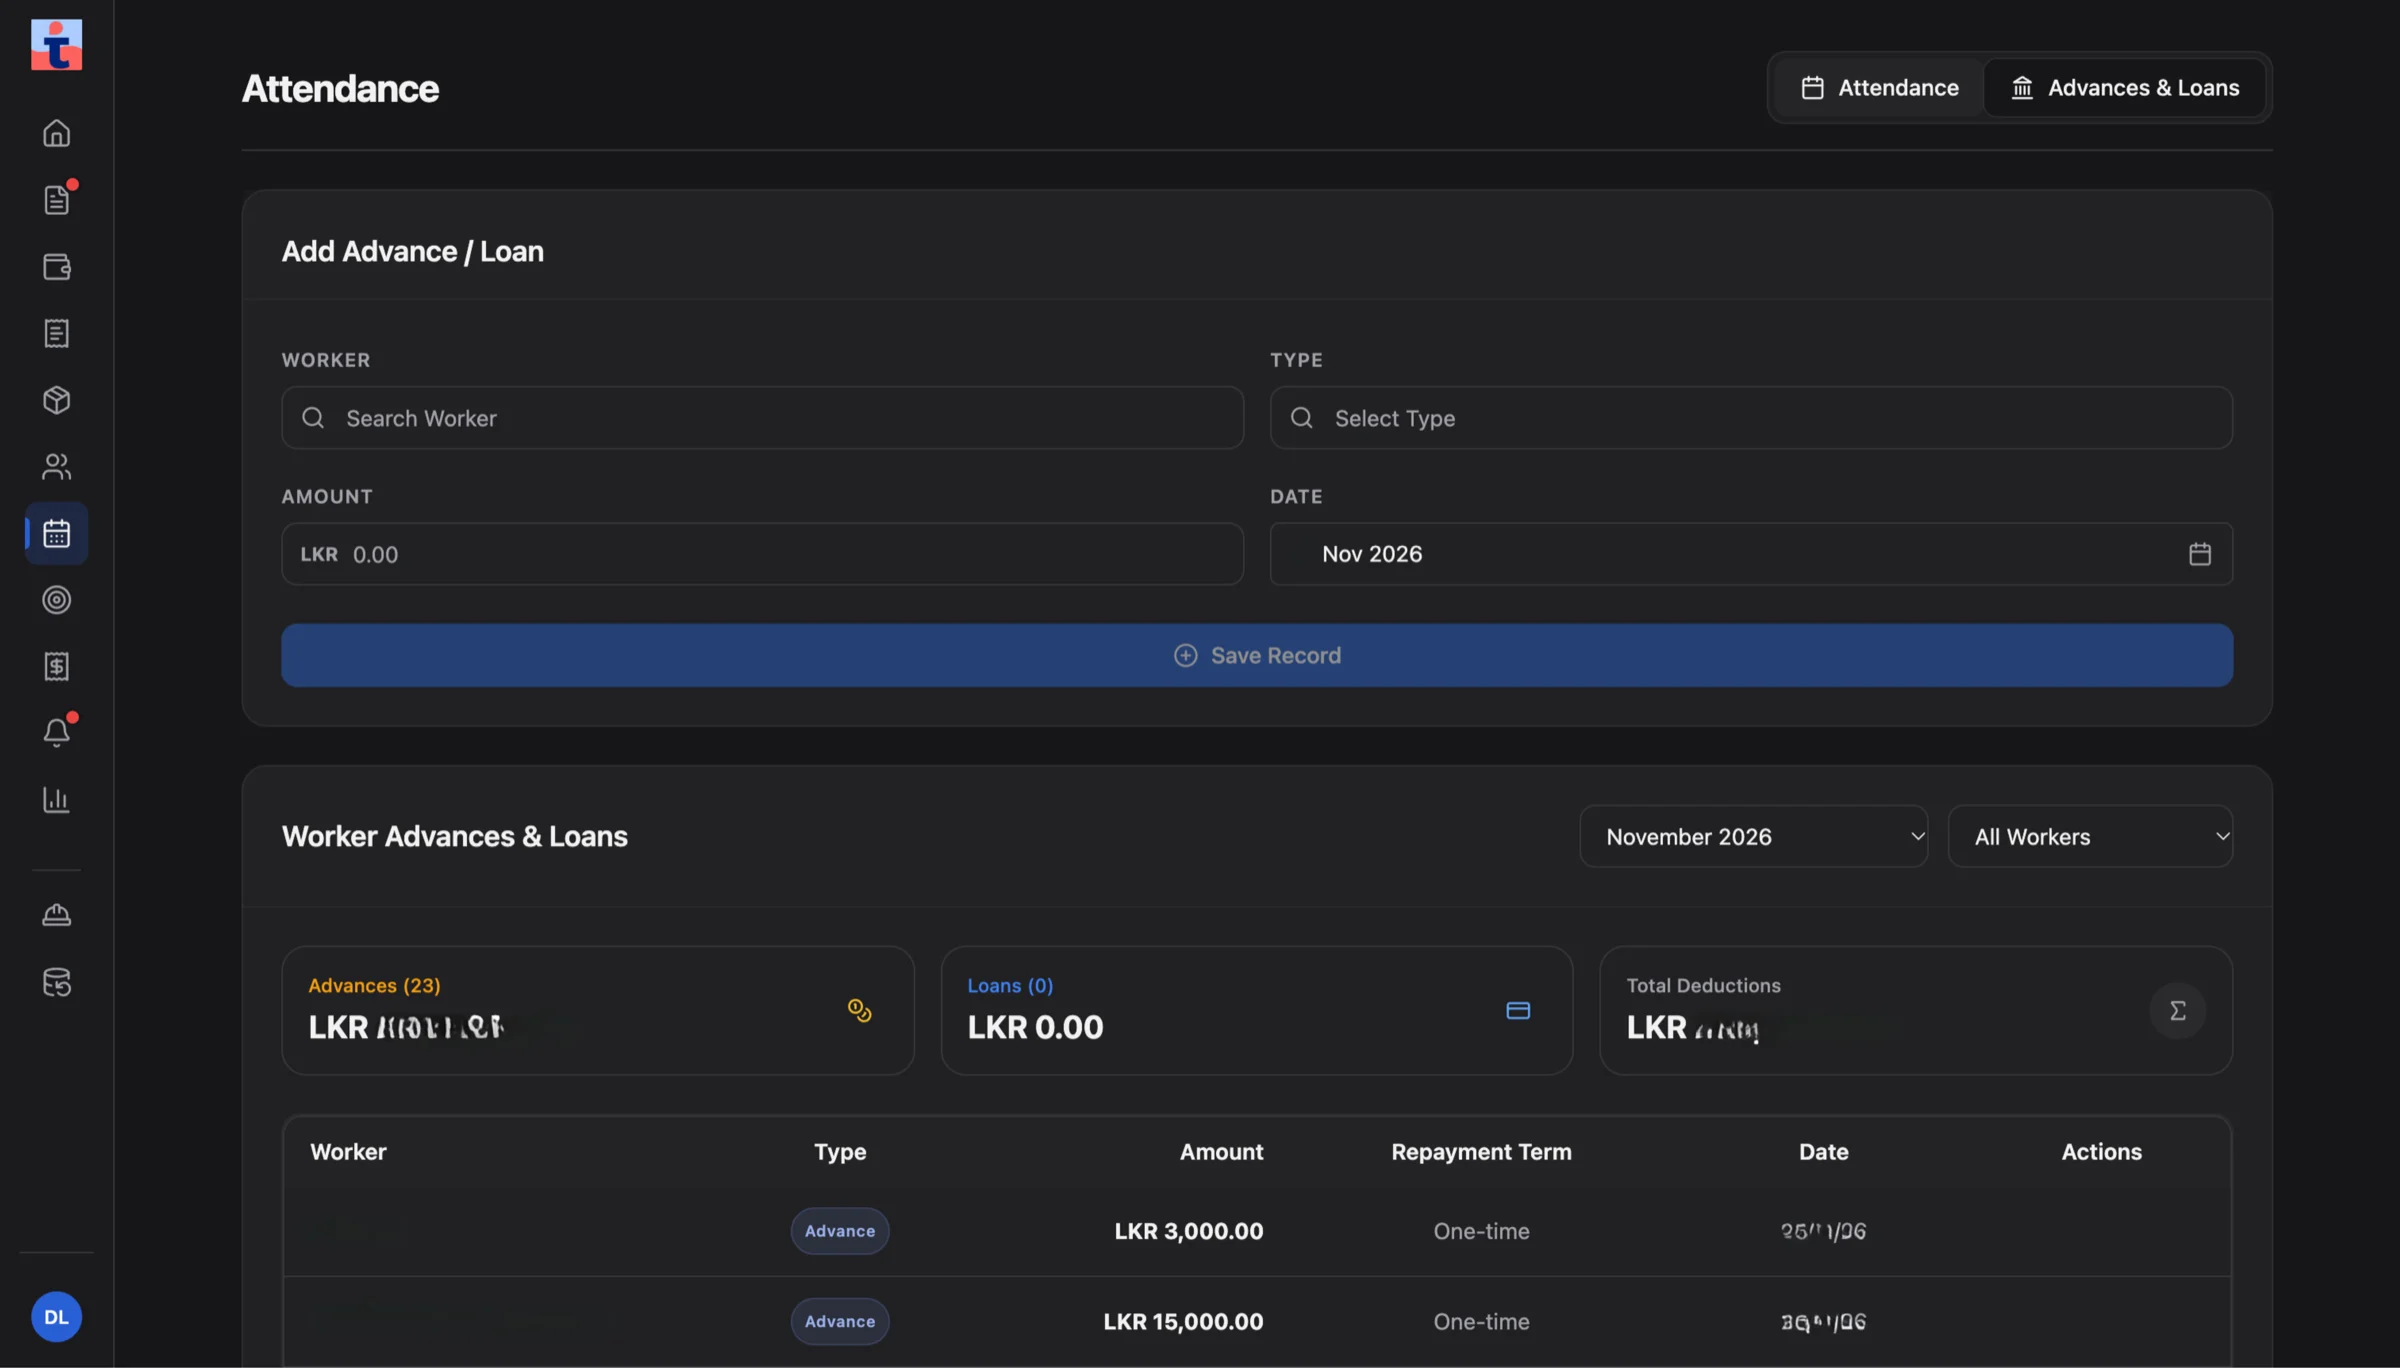 Attendance
Attendance
Advances & Loans
Add Advance / Loan
WORKER
TYPE
Search Worker
Select Type
AMOUNT
DATE
LKR 0.00
Nov 2026
Save Record
Worker Advances & Loans
November 2026
All Workers
Advances (23)
LKR
Loans (0)
LKR 0.00
Total Deductions
LKR
Σ
Worker Type Amount Repayment Term Date Actions
Advance LKR 3,000.00 One-time
Advance LKR 15,000.00 One-time
DL